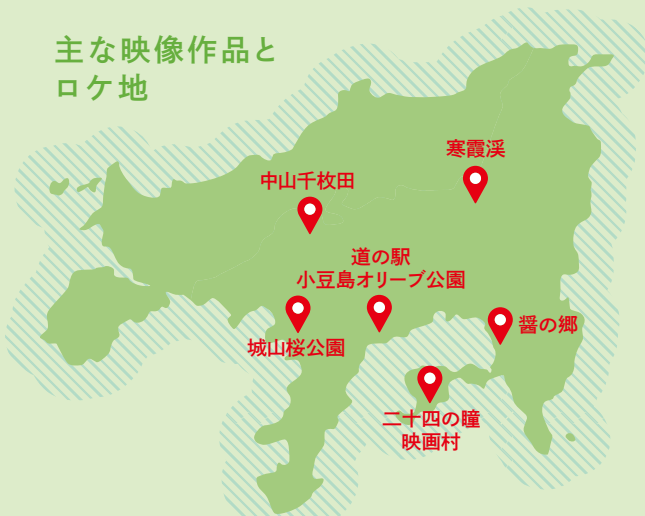 主な映像作品と
ロケ地
寒霞渓
中山千枚田
道の駅
小豆島オリーブ公園
醤の郷
城山桜公園
二十四の瞳
映画村